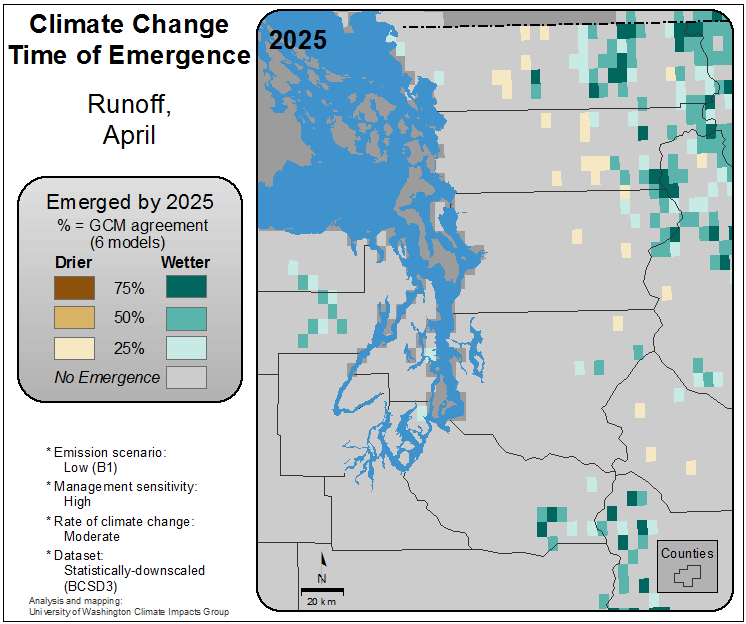 Climate Change
Time of Emergence
Runoff,
April
Emerged by 2025
% = GCM agreement
(6 models)
Drier
Wetter
75%
50%
25%
No Emergence
* Emission scenario:
Low (B1)
* Management sensitivity:
High
* Rate of climate change:
Moderate
* Dataset:
Statistically-downscaled
(BCSD3)
Analysis and mapping:
University of Washington Climate Impacts Group
2025
N
20 km
Counties